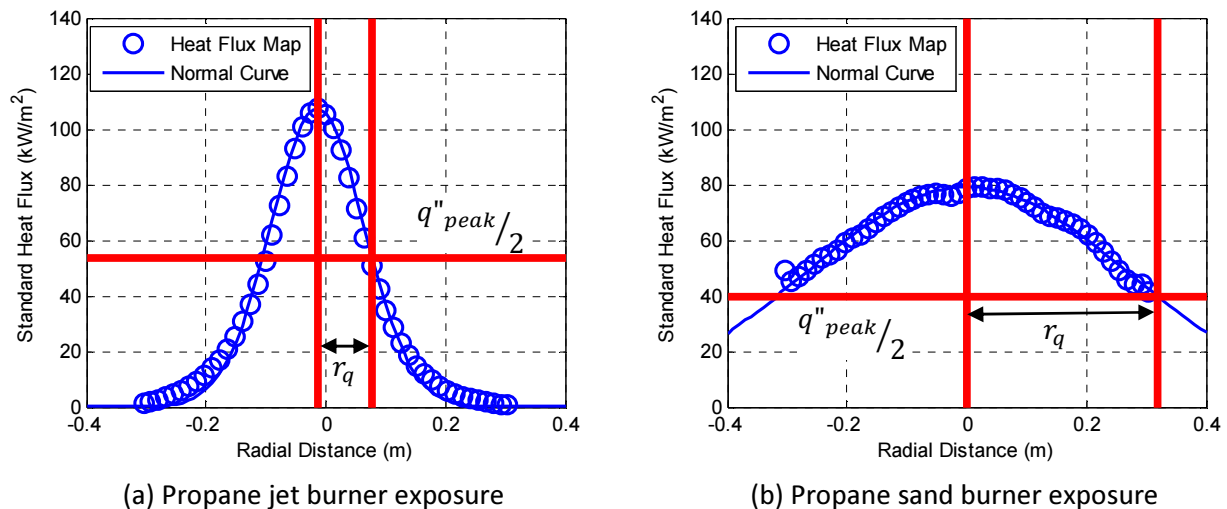 140
120
100
80
60
40
20
0
Standard Heat Flux (kW/m²)
Heat Flux Map
Normal Curve
q"peak/2
rq
-0.4 -0.2 0 0.2 0.4
Radial Distance (m)
(a) Propane jet burner exposure
140
120
100
80
60
40
20
0
Standard Heat Flux (kW/m²)
Heat Flux Map
Normal Curve
rq
q"peak/2
-0.4 -0.2 0 0.2 0.4
Radial Distance (m)
(b) Propane sand burner exposure